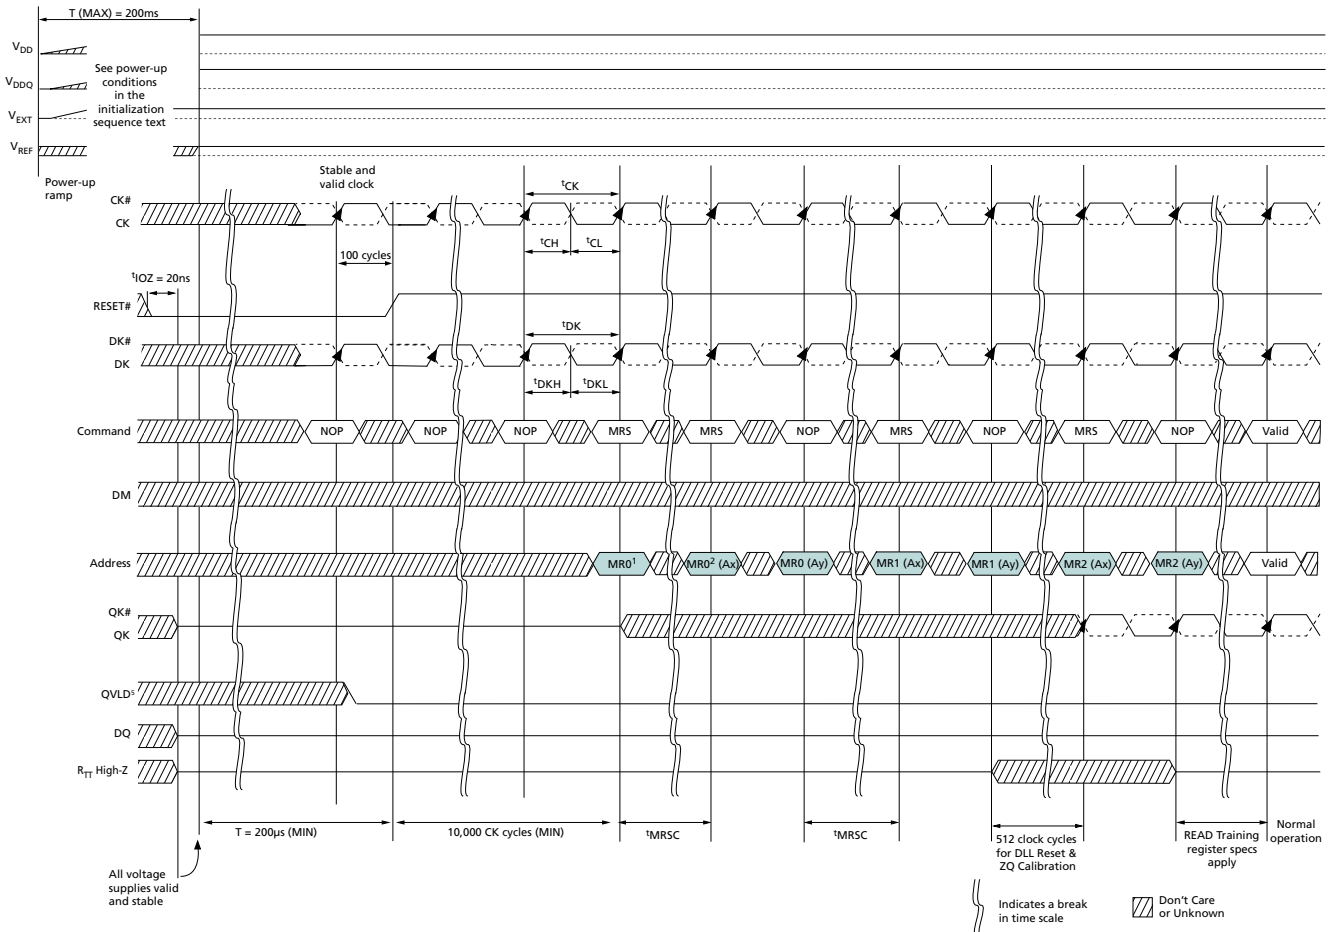 T (MAX) = 200ms
VDD
VDDQ
VEXT
VREF
See power-up
conditions
in the
initialization
sequence text
Power-up
ramp
Stable and
valid clock
tCK
CK#
CK
tCH
tCL
100 cycles
tIOZ = 20ns
RESET#
tDK
DK#
DK
tDKH
tDKL
Command
NOP
NOP
NOP
MRS
MRS
NOP
MRS
NOP
MRS
NOP
Valid
DM
Address
MR0¹
MR0² (Ax)
MR0 (Ay)
MR1 (Ax)
MR1 (Ay)
MR2 (Ax)
MR2 (Ay)
Valid
QK#
QK
QVLD⁵
DQ
RTT High-Z
T = 200µs (MIN)
10,000 CK cycles (MIN)
tMRSC
tMRSC
512 clock cycles
for DLL Reset &
ZQ Calibration
READ Training
register specs
apply
Normal
operation
All voltage
supplies valid
and stable
Indicates a break
in time scale
Don't Care
or Unknown